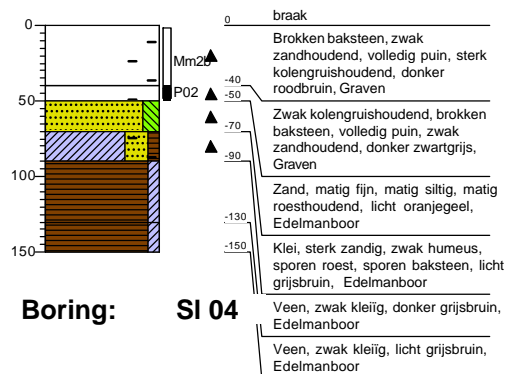 0
50
100
150
Mm2b
P02
0
-40
-50
-70
-90
-130
-150
braak
Brokken baksteen, zwak
zandhoudend, volledig puin, sterk
kolengruishoudend, donker
roodbruin, Graven
Zwak kolengruishoudend, brokken
baksteen, volledig puin, zwak
zandhoudend, donker zwartgrijs,
Graven
Zand, matig fijn, matig siltig, matig
roesthoudend, licht oranjegeel,
Edelmanboor
Klei, sterk zandig, zwak humeus,
sporen roest, sporen baksteen, licht
grijsbruin, Edelmanboor
Veen, zwak kleiïg, donker grijsbruin,
Edelmanboor
Veen, zwak kleiïg, licht grijsbruin,
Edelmanboor
Boring: SI 04